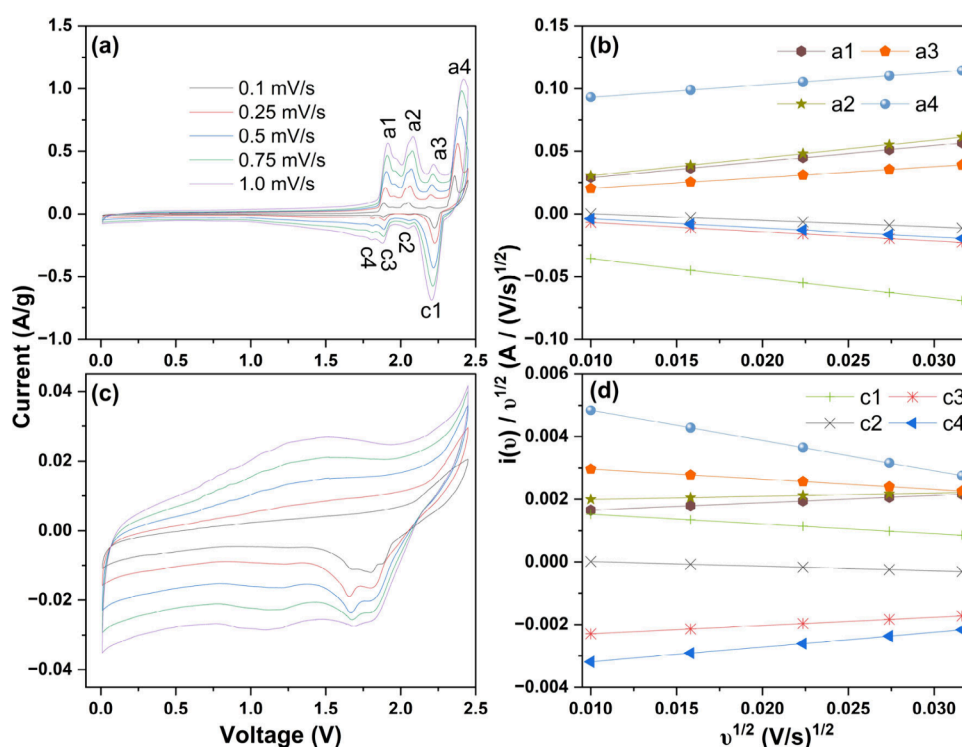 (a)
0.1 mV/s
0.25 mV/s
0.5 mV/s
0.75 mV/s
1.0 mV/s
a1
a2
a3
a4
c4
c3
c2
c1
1.5
1.0
0.5
0.0
−0.5
−1.0
0.0 0.5 1.0 1.5 2.0 2.5
(b)
a1 a3
a2 a4
0.15
0.10
0.05
0.00
−0.05
−0.10
0.010 0.015 0.020 0.025 0.030
Current (A/g)
i(υ) / υ1/2 (A / (V/s)1/2)
(c)
0.04
0.02
0.00
−0.02
−0.04
0.0 0.5 1.0 1.5 2.0 2.5
Voltage (V)
(d)
c1 c3
c2 c4
0.006
0.004
0.002
0.000
−0.002
−0.004
0.010 0.015 0.020 0.025 0.030
υ1/2 (V/s)1/2